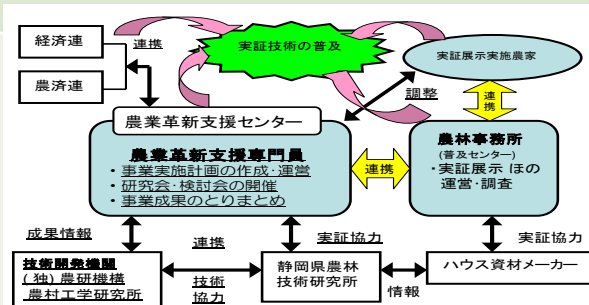 経済連
連携
実証技術の普及
実証展示実施農家
農済連
調整
連
携
農業革新支援センター
農業革新支援専門員
・事業実施計画の作成・運営
・研究会・検討会の開催
・事業成果のとりまとめ
連携
農林事務所
(普及センター)
・実証展示ほの
運営・調査
成果情報
連携
実証協力
実証協力
技術開発機関
(独)農研機構
農村工学研究所
技術
協力
静岡県農林
技術研究所
情報
ハウス資材メーカー